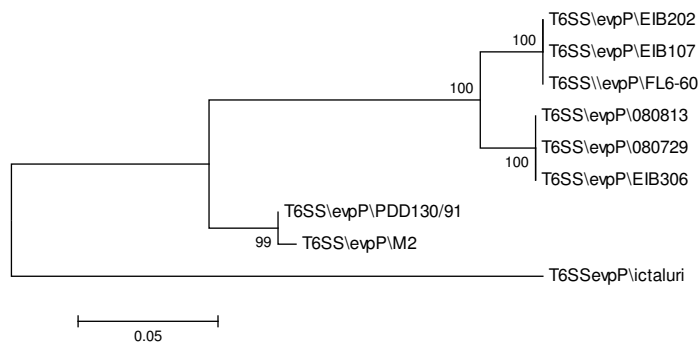 T6SS\evpP\EIB202
100
T6SS\evpP\EIB107
100
T6SS\\evpP\FL6-60
T6SS\evpP\080813
T6SS\evpP\080729
100
T6SS\evpP\EIB306
T6SS\evpP\PDD130/91
99
T6SS\evpP\M2
T6SSevpP\ictaluri
0.05